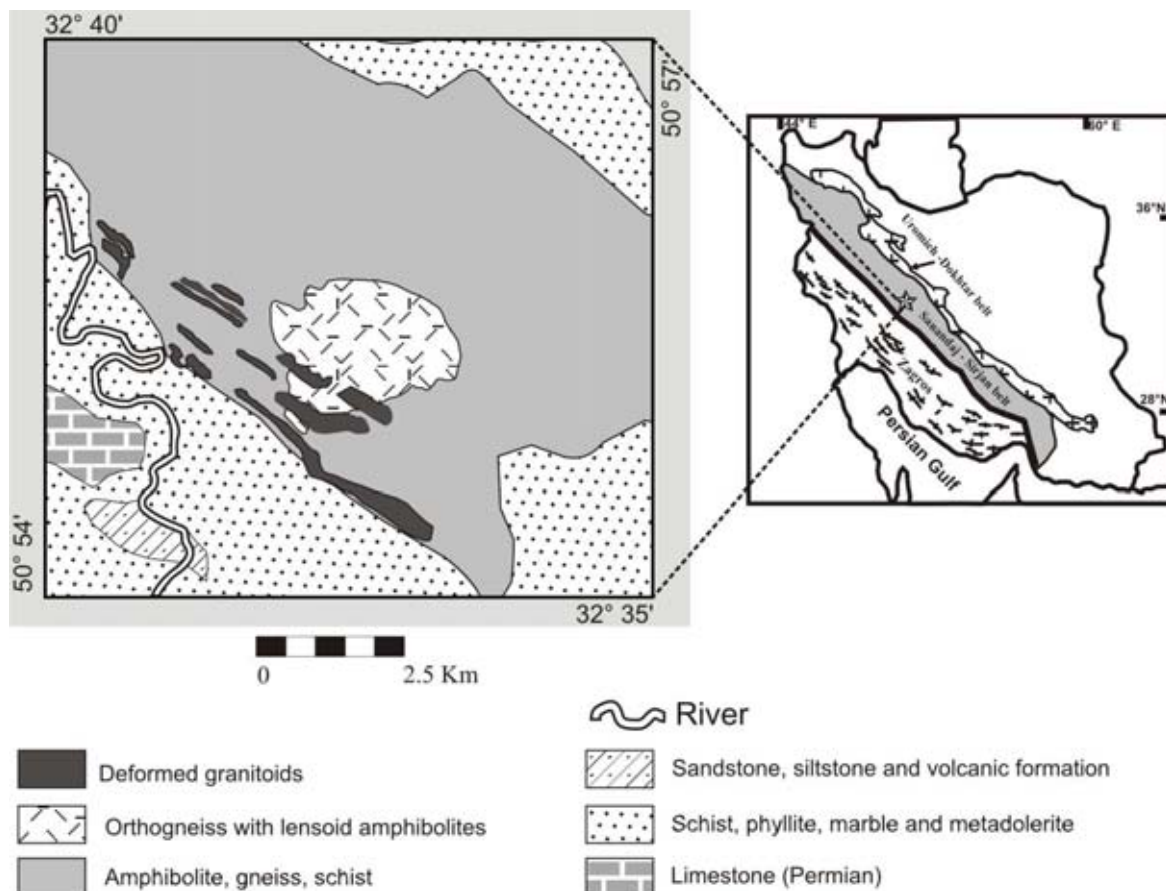 32° 40'
50° 57'
50° 54'
32° 35'
0 2.5 Km
44° E
60° E
36°N
28°N
Uromieh -Dokhtar belt
Sanandaj - Sirjan belt
Zagros
Persian Gulf
River
Deformed granitoids
Orthogneiss with lensoid amphibolites
Amphibolite, gneiss, schist
Sandstone, siltstone and volcanic formation
Schist, phyllite, marble and metadolerite
Limestone (Permian)